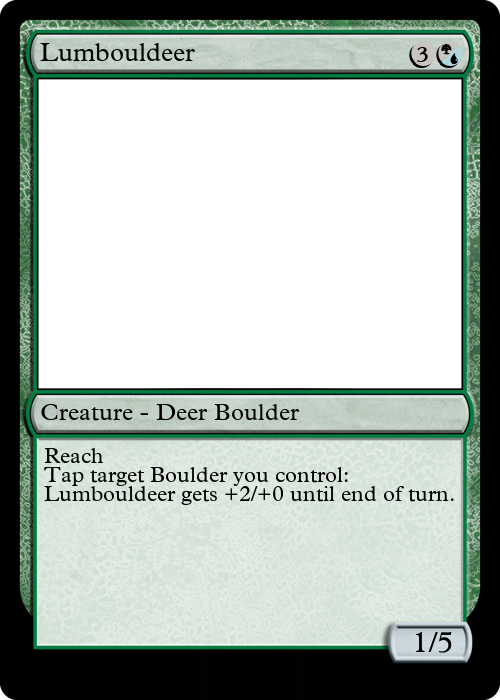 Lumbouldeer 3
Creature - Deer Boulder
Reach
Tap target Boulder you control:
Lumbouldeer gets +2/+0 until end of turn.
1/5